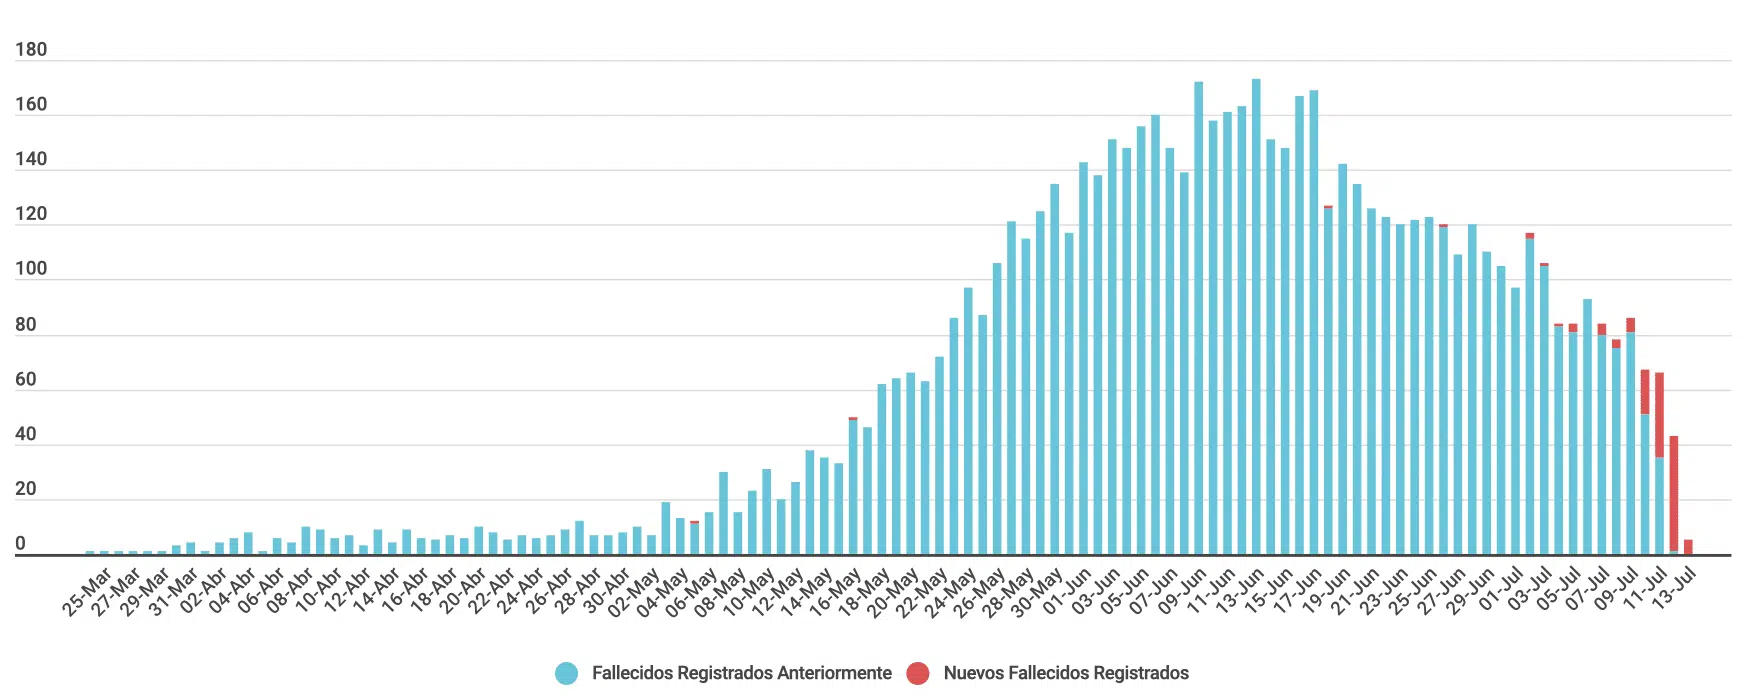 180
160
140
120
100
80
60
40
20
0
25-Mar
27-Mar
29-Mar
31-Mar
02-Abr
04-Abr
06-Abr
08-Abr
10-Abr
12-Abr
14-Abr
16-Abr
18-Abr
20-Abr
22-Abr
24-Abr
26-Abr
28-Abr
30-Abr
02-May
04-May
06-May
08-May
10-May
12-May
14-May
16-May
18-May
20-May
22-May
24-May
26-May
28-May
30-May
01-Jun
03-Jun
05-Jun
07-Jun
09-Jun
11-Jun
13-Jun
15-Jun
17-Jun
19-Jun
21-Jun
23-Jun
25-Jun
27-Jun
29-Jun
01-Jul
03-Jul
05-Jul
07-Jul
09-Jul
11-Jul
13-Jul
Fallecidos Registrados Anteriormente
Nuevos Fallecidos Registrados